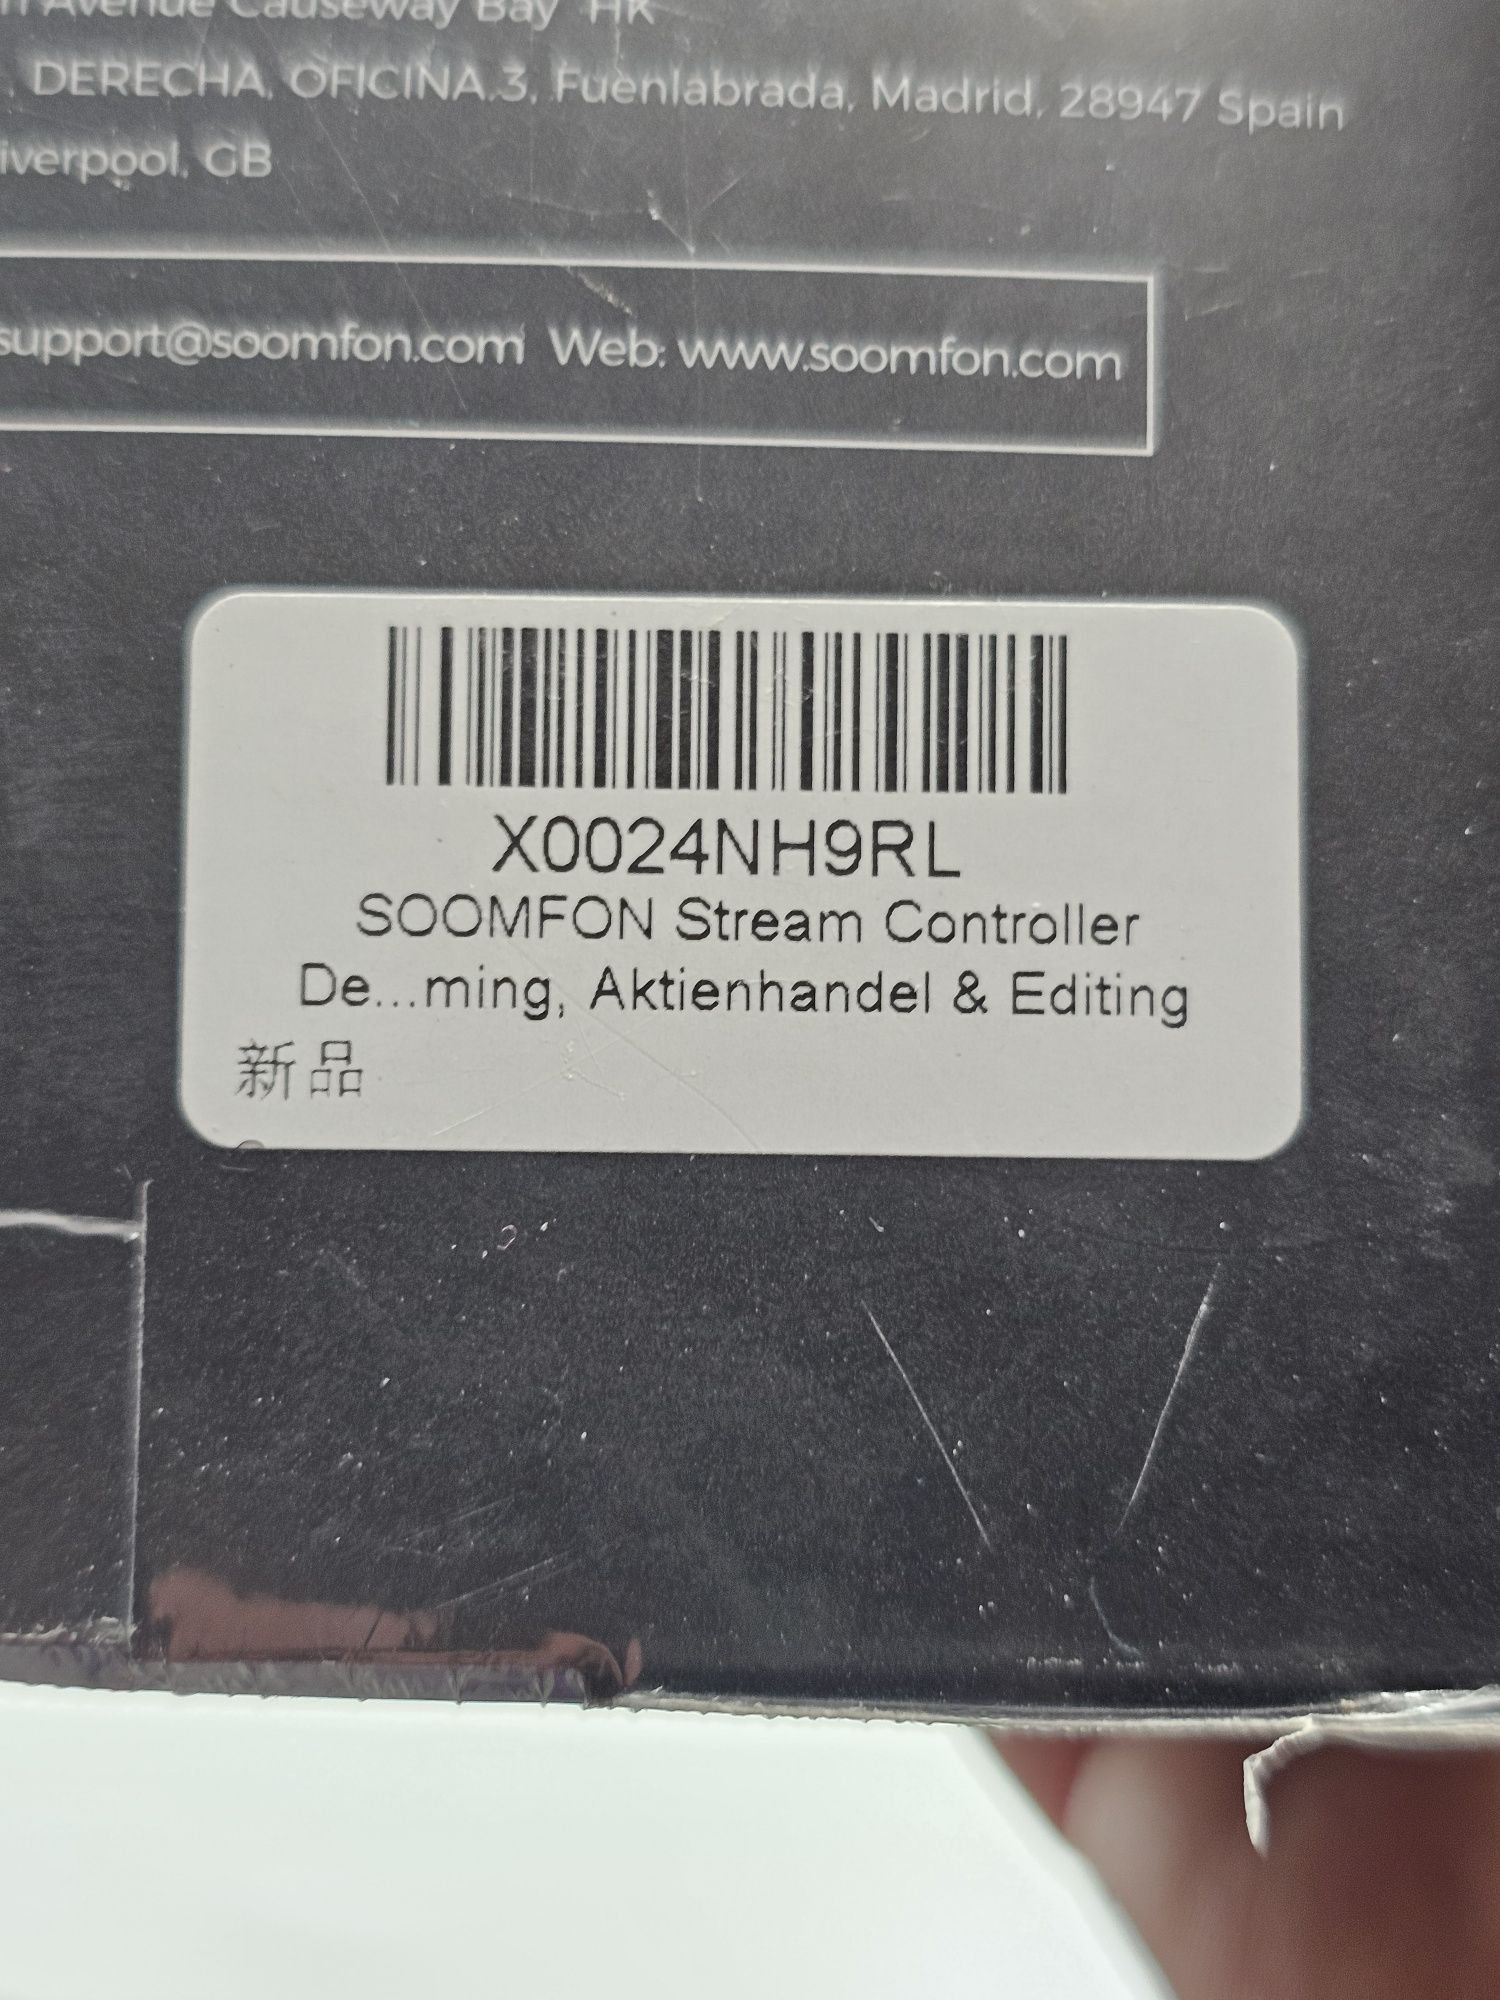 Avenue Causeway Bay HK
, DERECHA, OFICINA.3, Fuenlabrada, Madrid, 28947 Spain
iverpool, GB
support@soomfon.com Web: www.soomfon.com
X0024NH9RL
SOOMFON Stream Controller
De...ming, Aktienhandel & Editing
新品